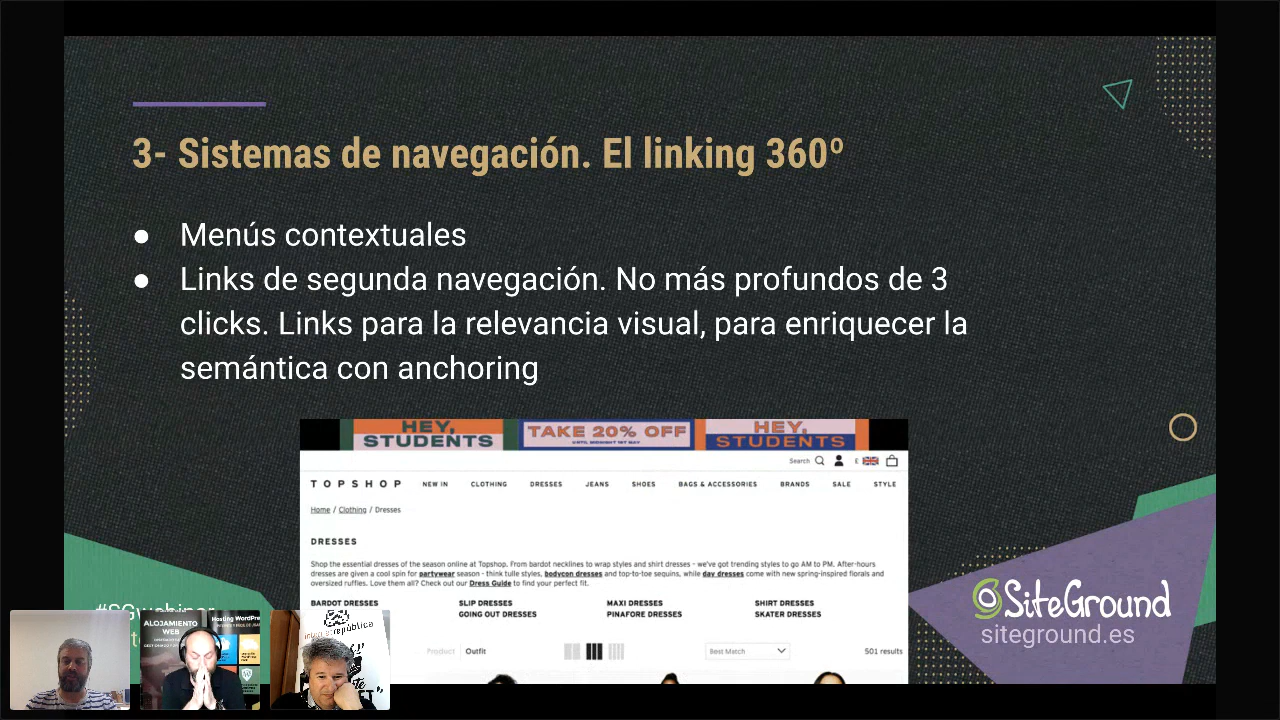 3- Sistemas de navegación. El linking 360º
● Menús contextuales
● Links de segunda navegación. No más profundos de 3
clicks. Links para la relevancia visual, para enriquecer la
semántica con anchoring
HEY, STUDENTS TAKE 20% OFF HEY, STUDENTS
Search £
TOPSHOP NEW IN CLOTHING DRESSES JEANS SHOES BAGS & ACCESSORIES BRANDS SALE STYLE
Home / Clothing / Dresses
DRESSES
Shop the essential dresses of the season online at Topshop. From bardot necklines to wrap styles and shirt dresses - we've got trending styles to go AM to PM. After-hours
dresses are given a cool spin for partywear season - think tulle styles, bodycon dresses and top-to-toe sequins, while day dresses come with new spring-inspired florals and
oversized ruffles. Love them all? Check out our Dress Guide to find your perfect fit.
BARDOT DRESSES SLIP DRESSES MAXI DRESSES SHIRT DRESSES
GOING OUT DRESSES PINAFORE DRESSES SKATER DRESSES
Product Outfit Best Match 501 results
SiteGround
siteground.es
ALOJAMIENTO
WEB
Hosting WordPre
república